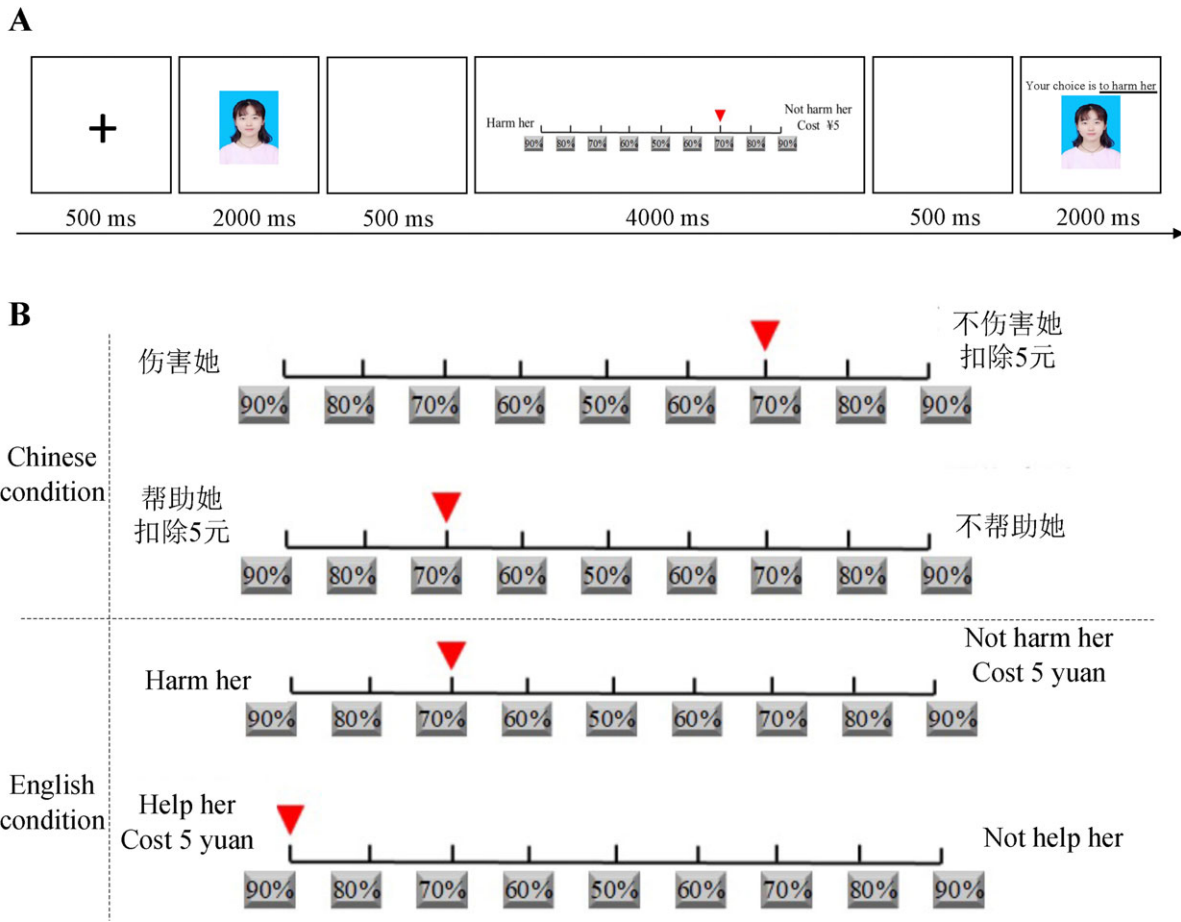 A
Harm her
Not harm her
Cost ¥5
90% 80% 70% 60% 50% 60% 70% 80% 90%
Your choice is to harm her
500 ms
2000 ms
500 ms
4000 ms
500 ms
2000 ms
B
Chinese
condition
伤害她
不伤害她
扣除5元
90% 80% 70% 60% 50% 60% 70% 80% 90%
帮助她
扣除5元
不帮助她
90% 80% 70% 60% 50% 60% 70% 80% 90%
English
condition
Harm her
Not harm her
Cost 5 yuan
90% 80% 70% 60% 50% 60% 70% 80% 90%
Help her
Cost 5 yuan
Not help her
90% 80% 70% 60% 50% 60% 70% 80% 90%